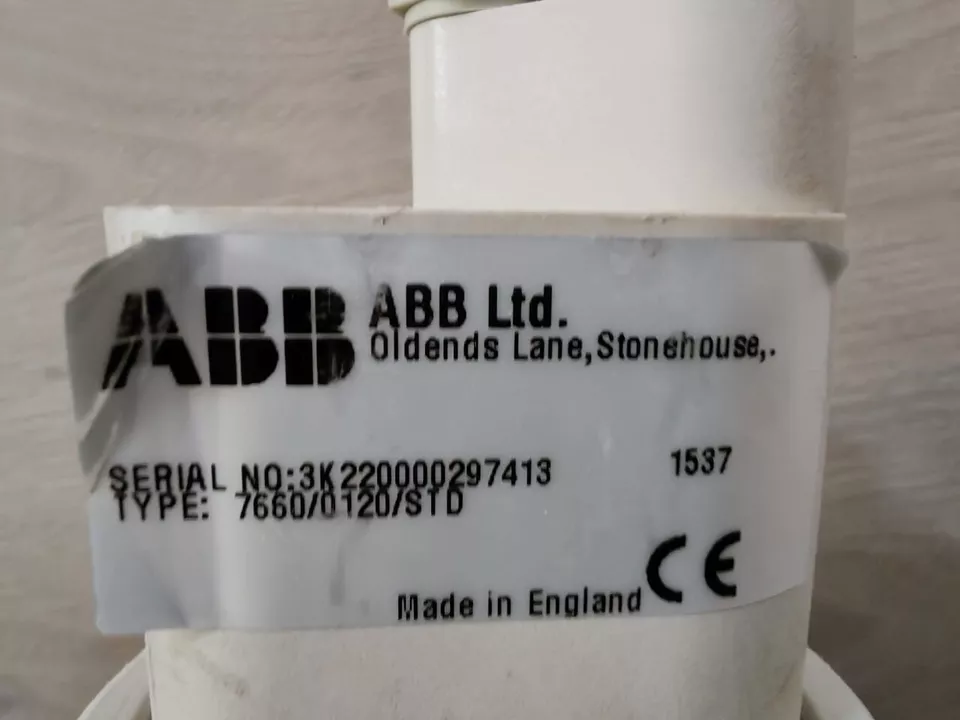 ABB
ABB Ltd.
Oldends Lane,Stonehouse,.
SERIAL NO:3K220000297413 1537
TYPE: 7660/0120/STD
Made in England CE